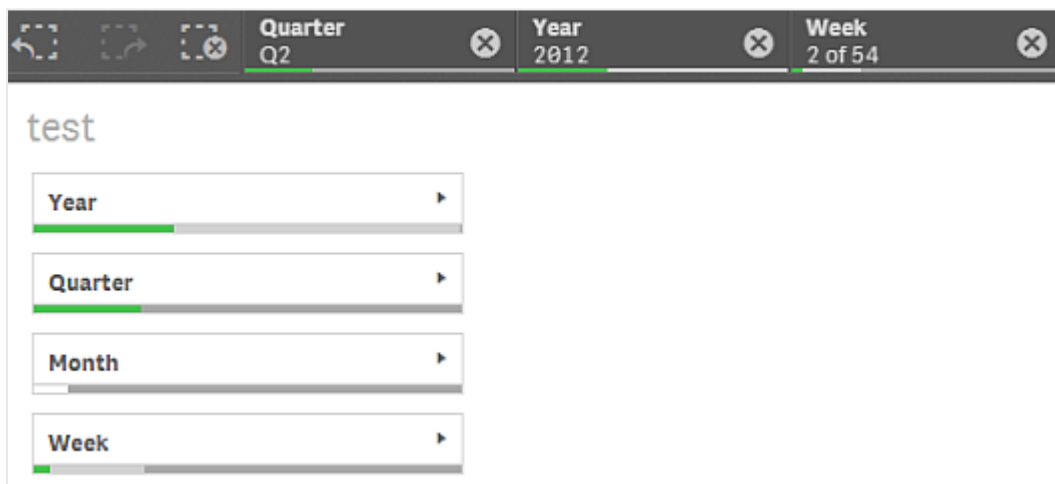 Quarter
Q2
Year
2012
Week
2 of 54
test
Year
Quarter
Month
Week